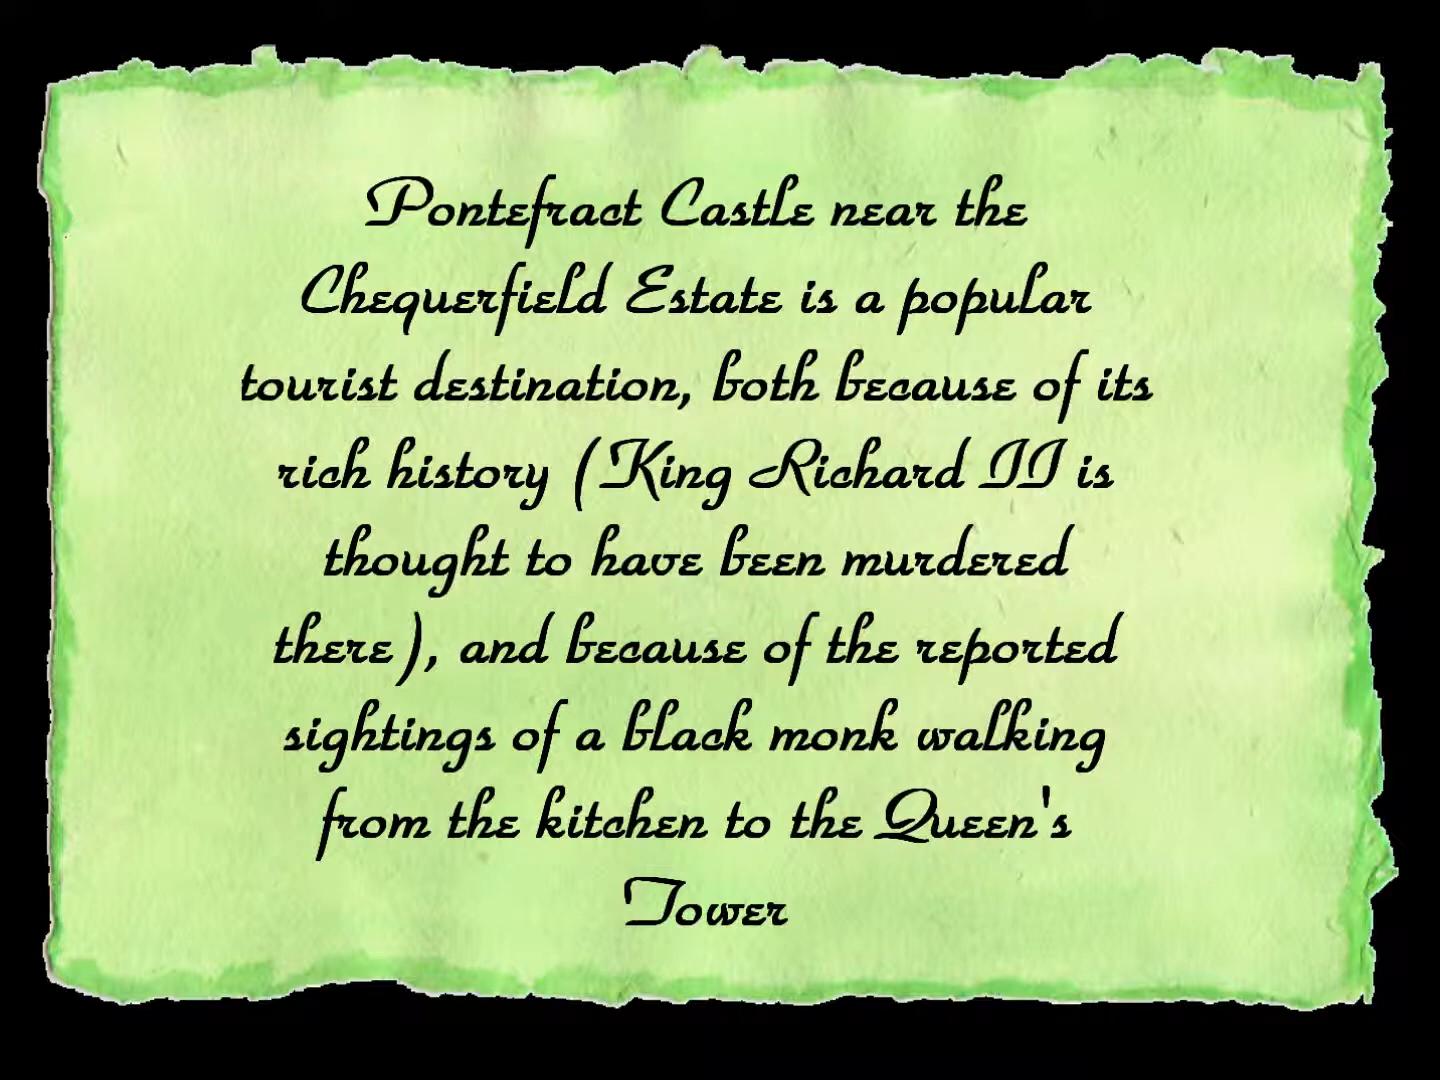 Pontefract Castle near the
Chequerfield Estate is a popular
tourist destination, both because of its
rich history (King Richard II is
thought to have been murdered
there), and because of the reported
sightings of a black monk walking
from the kitchen to the Queen's
Tower